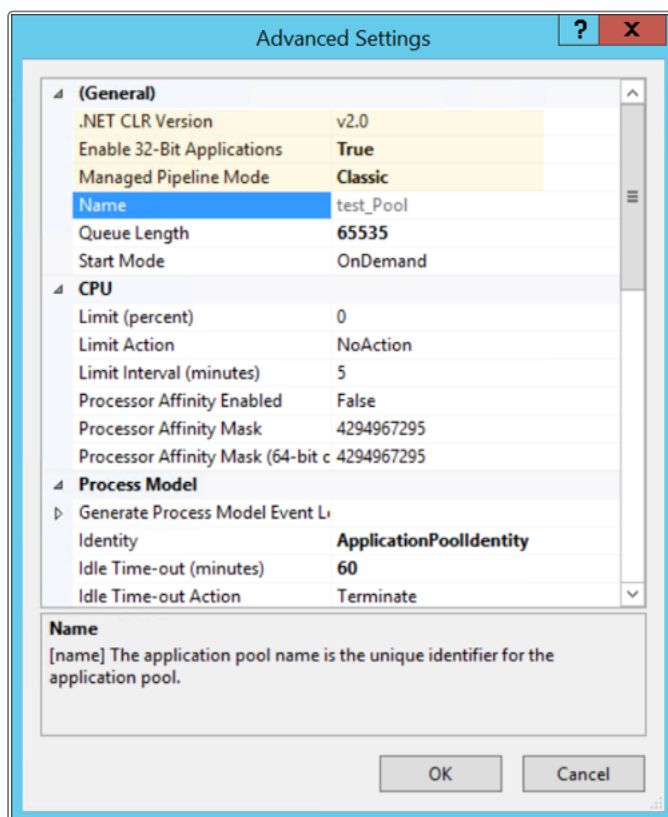 Advanced Settings
?
X
(General)
.NET CLR Version v2.0
Enable 32-Bit Applications True
Managed Pipeline Mode Classic
Name test_Pool
Queue Length 65535
Start Mode OnDemand
CPU
Limit (percent) 0
Limit Action NoAction
Limit Interval (minutes) 5
Processor Affinity Enabled False
Processor Affinity Mask 4294967295
Processor Affinity Mask (64-bit c 4294967295
Process Model
Generate Process Model Event L
Identity ApplicationPoolIdentity
Idle Time-out (minutes) 60
Idle Time-out Action Terminate
Name
[name] The application pool name is the unique identifier for the
application pool.
OK Cancel